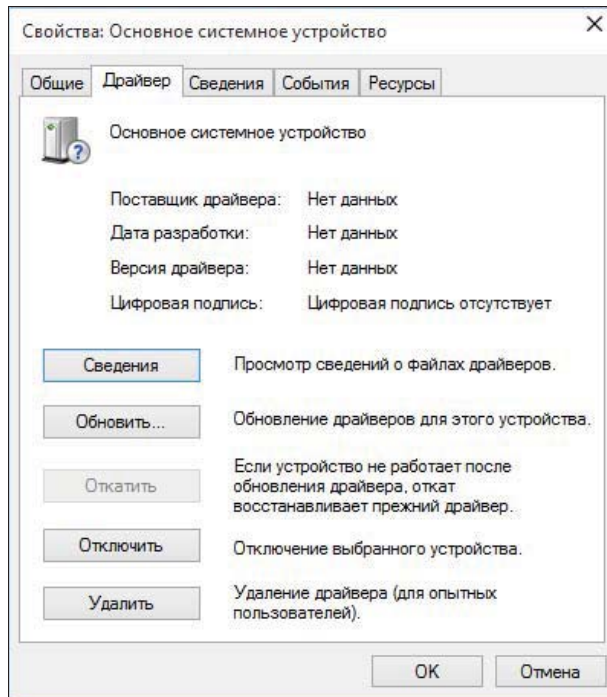 Свойства: Основное системное устройство
Общие Драйвер Сведения События Ресурсы
Основное системное устройство
Поставщик драйвера: Нет данных
Дата разработки: Нет данных
Версия драйвера: Нет данных
Цифровая подпись: Цифровая подпись отсутствует
Сведения Просмотр сведений о файлах драйверов.
Обновить... Обновление драйверов для этого устройства.
Откатить Если устройство не работает после
обновления драйвера, откат
восстанавливает прежний драйвер.
Отключить Отключение выбранного устройства.
Удалить Удаление драйвера (для опытных
пользователей).
OK Отмена